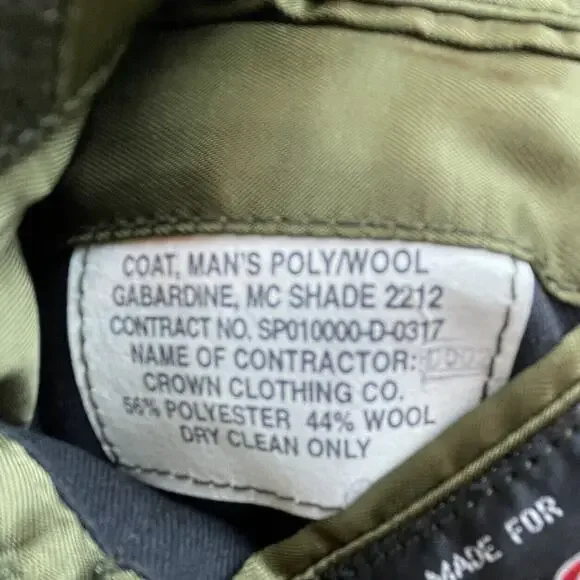 COAT, MAN'S POLY/WOOL
GABARDINE, MC SHADE 2212
CONTRACT NO. SP010000-D-0317
NAME OF CONTRACTOR:
CROWN CLOTHING CO.
56% POLYESTER 44% WOOL
DRY CLEAN ONLY
MADE FOR